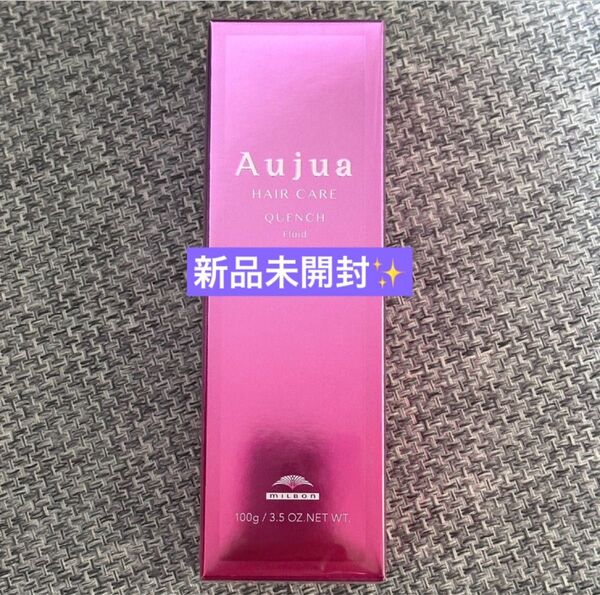 Aujua
HAIR CARE
QUENCH
Fluid
新品未開封✨
MILBON
100g / 3.5 OZ.NET WT.